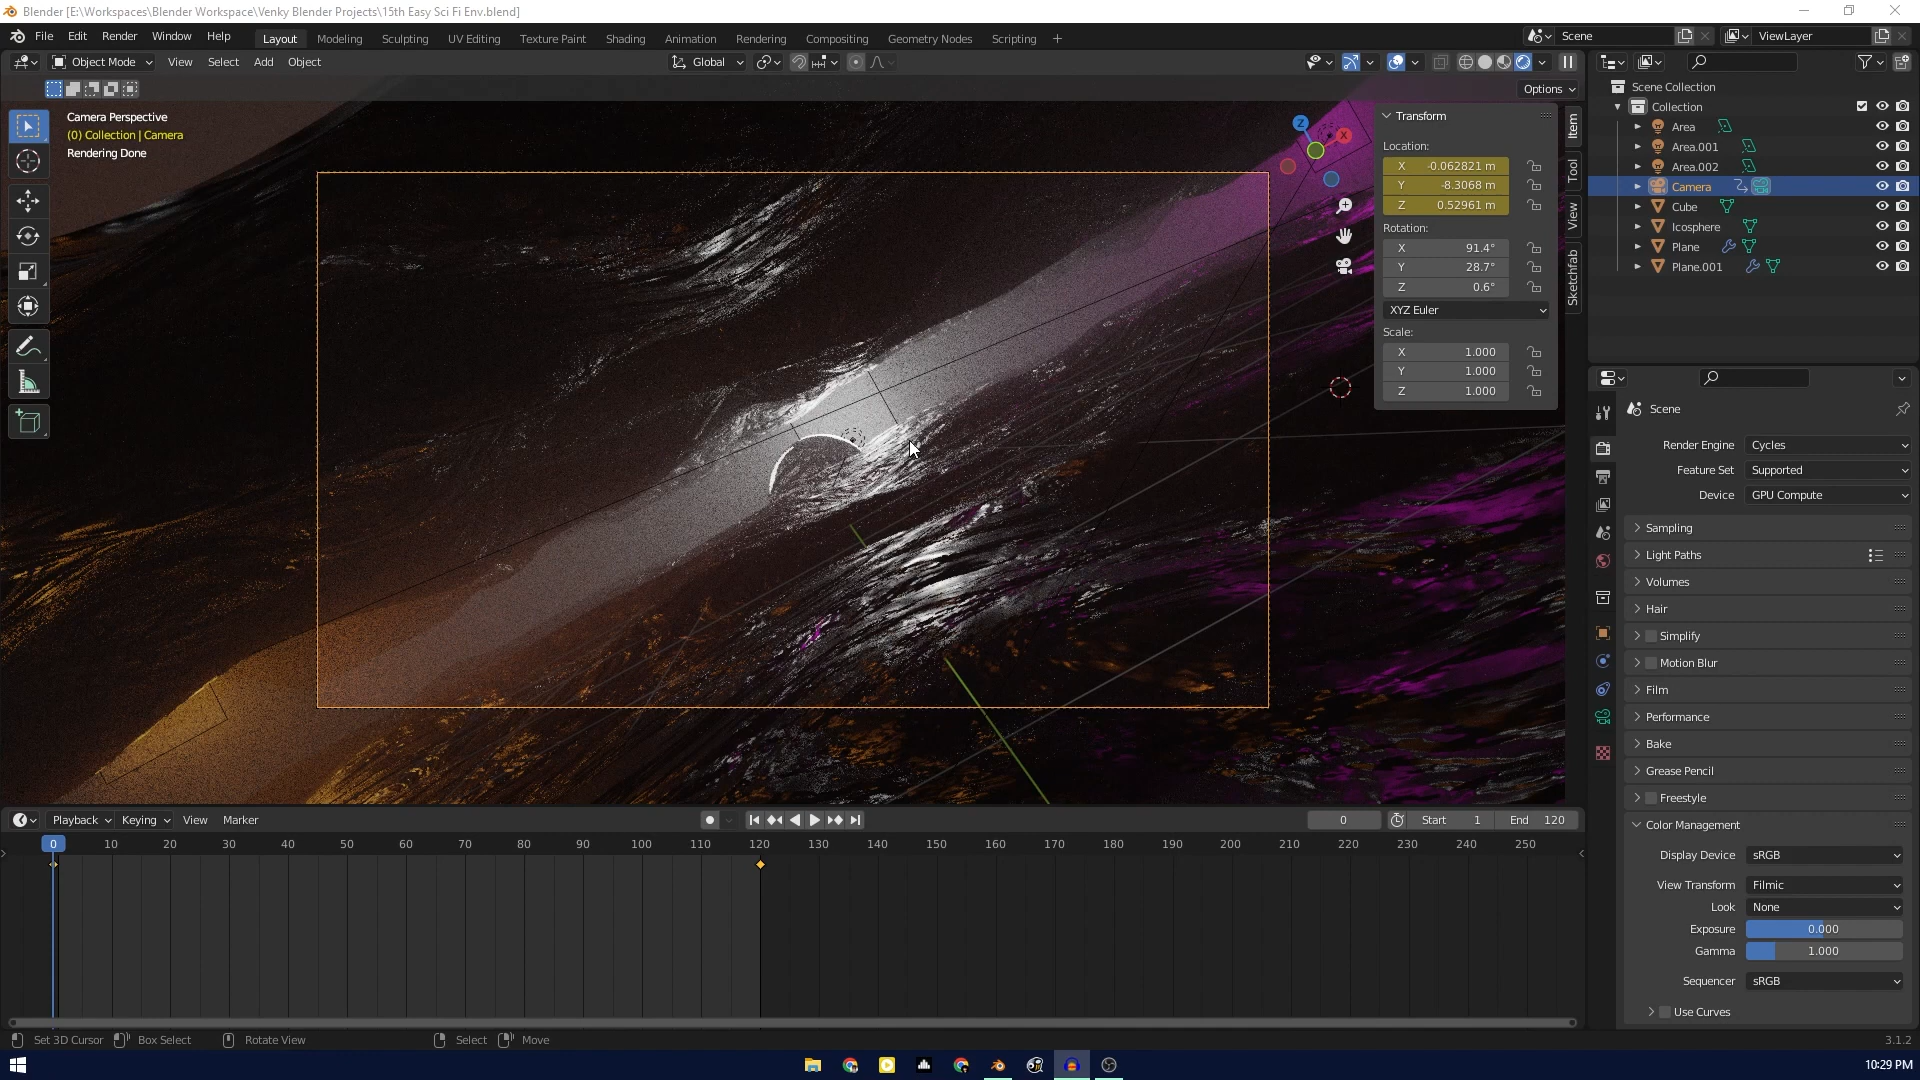 Blender [E:\Workspaces\Blender Workspace\Venky Blender Projects\15th Easy Sci Fi Env.blend]
File Edit Render Window Help Layout Modeling Sculpting UV Editing Texture Paint Shading Animation Rendering Compositing Geometry Nodes Scripting + Scene ViewLayer
Object Mode View Select Add Object Global
Options
Camera Perspective
(0) Collection | Camera
Rendering Done
Z
X
Transform
Location:
X -0.062821 m
Y -8.3068 m
Z 0.52961 m
Rotation:
X 91.4°
Y 28.7°
Z 0.6°
XYZ Euler
Scale:
X 1.000
Y 1.000
Z 1.000
Item
Tool
View
Sketchfab
Scene Collection
Collection
Area
Area.001
Area.002
Camera
Cube
Icosphere
Plane
Plane.001
Scene
Render Engine Cycles
Feature Set Supported
Device GPU Compute
Sampling
Light Paths
Volumes
Hair
Simplify
Motion Blur
Film
Performance
Bake
Grease Pencil
Freestyle
Color Management
Display Device sRGB
View Transform Filmic
Look None
Exposure 0.000
Gamma 1.000
Sequencer sRGB
Use Curves
Playback Keying View Marker 0 Start 1 End 120
0 10 20 30 40 50 60 70 80 90 100 110 120 130 140 150 160 170 180 190 200 210 220 230 240 250
Set 3D Cursor Box Select Rotate View Select Move 3.1.2
10:29 PM